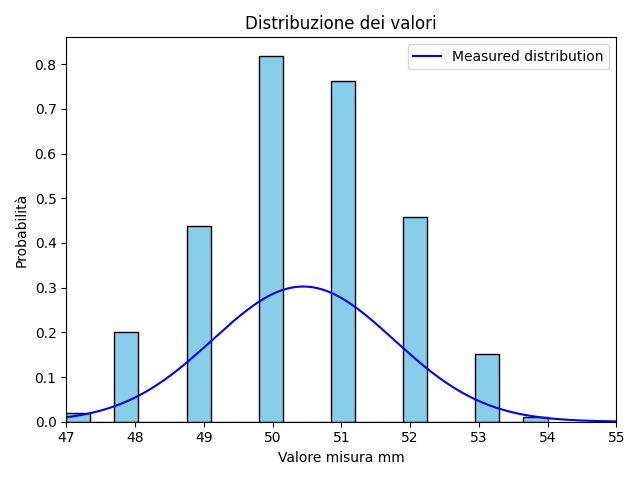 Distribuzione dei valori
Measured distribution
Probabilità
0.8
0.7
0.6
0.5
0.4
0.3
0.2
0.1
0.0
47 48 49 50 51 52 53 54 55
Valore misura mm